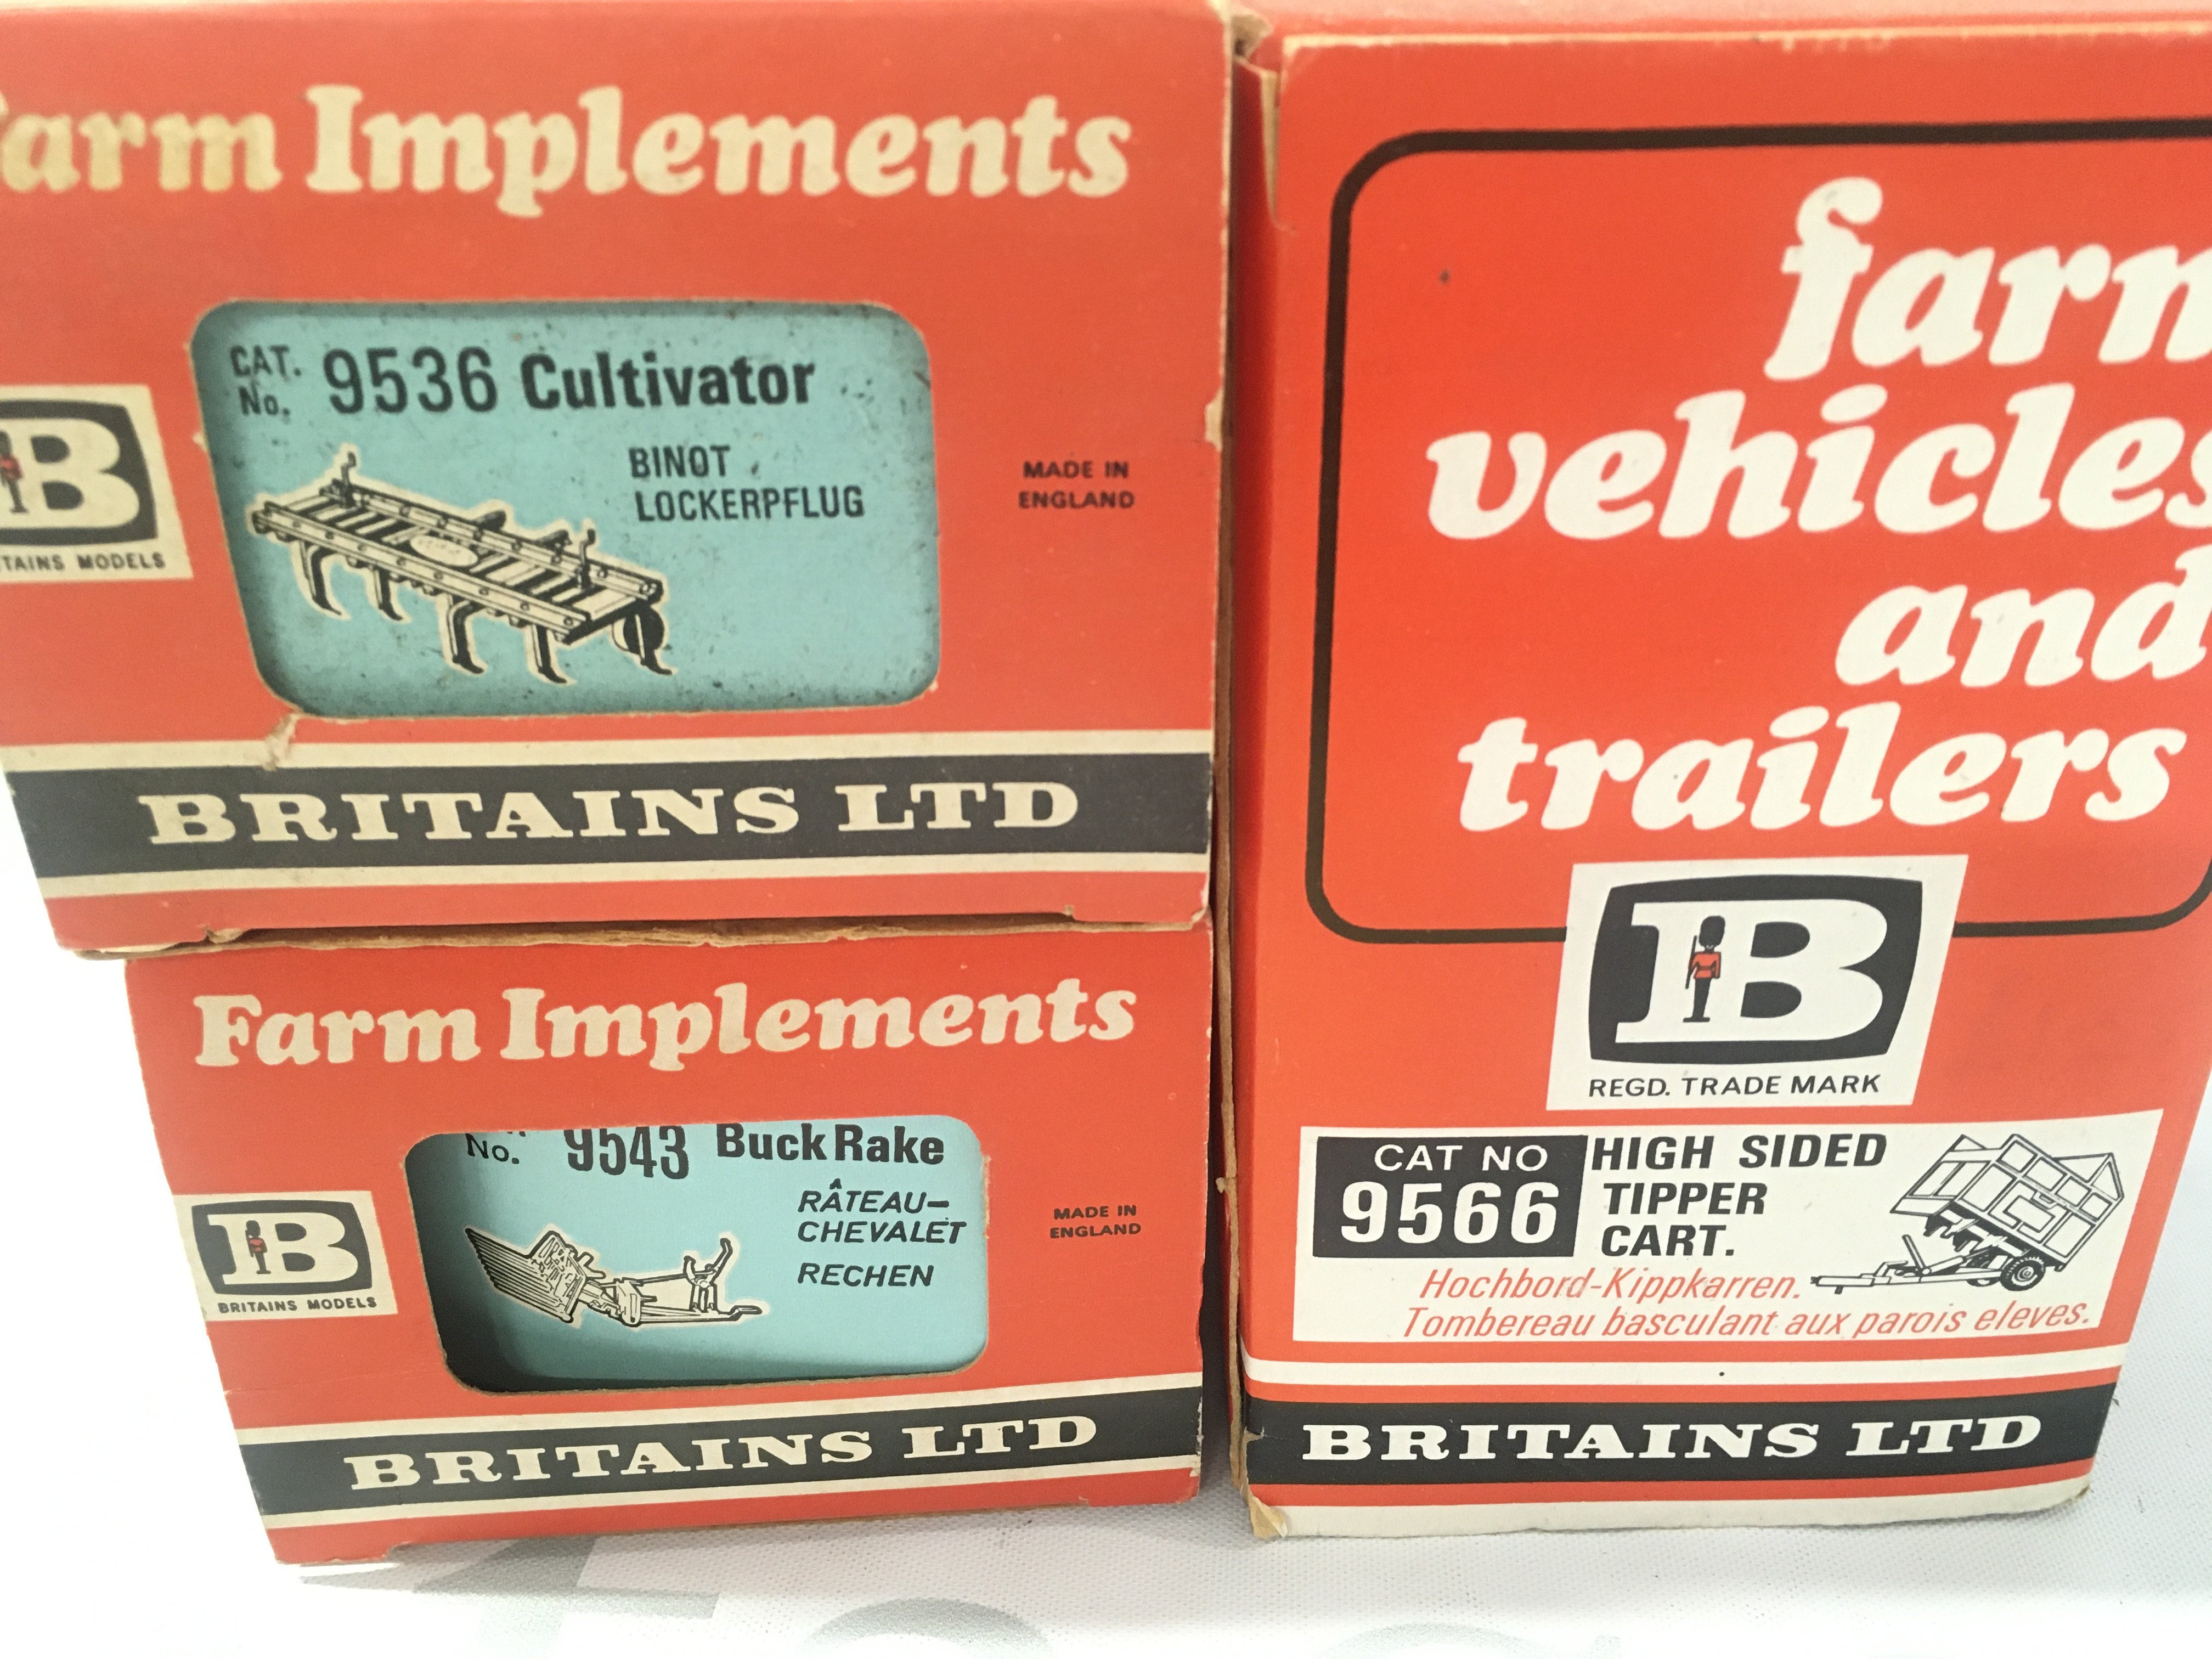 Farm Implements
CAT. No. 9536 Cultivator
BINOT
LOCKERPFLUG
MADE IN
ENGLAND
B
BRITAINS LTD
Farm Implements
No. 9543 Buck Rake
RÂTEAU-
CHEVALET
RECHEN
MADE IN
ENGLAND
B
BRITAINS MODELS
BRITAINS LTD
farm
vehicles
and
trailers
B
REGD. TRADE MARK
CAT NO
9566
HIGH SIDED
TIPPER
CART.
Hochbord-Kippkarren.
Tombereau basculant aux parois eleves.
BRITAINS LTD